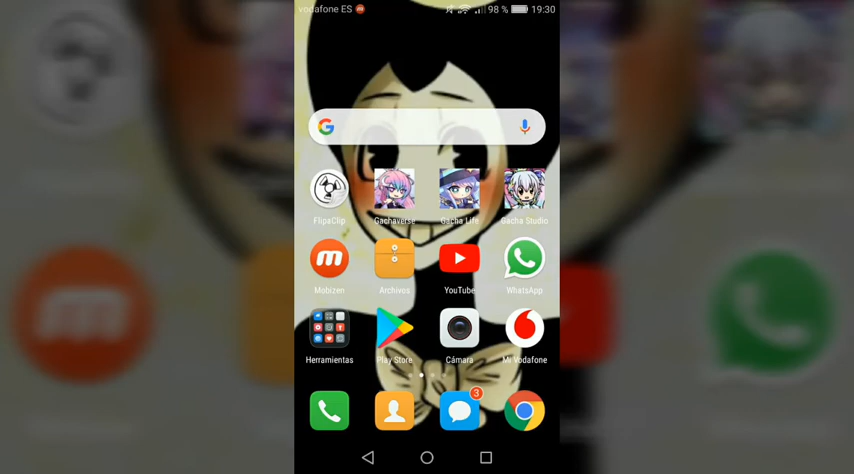 vodafone ES 98 % 19:30
FlipaClip Gachaverse Gacha Life Gacha Studio
Mobizen Archivos YouTube WhatsApp
Herramientas Play Store Cámara Mi Vodafone
3